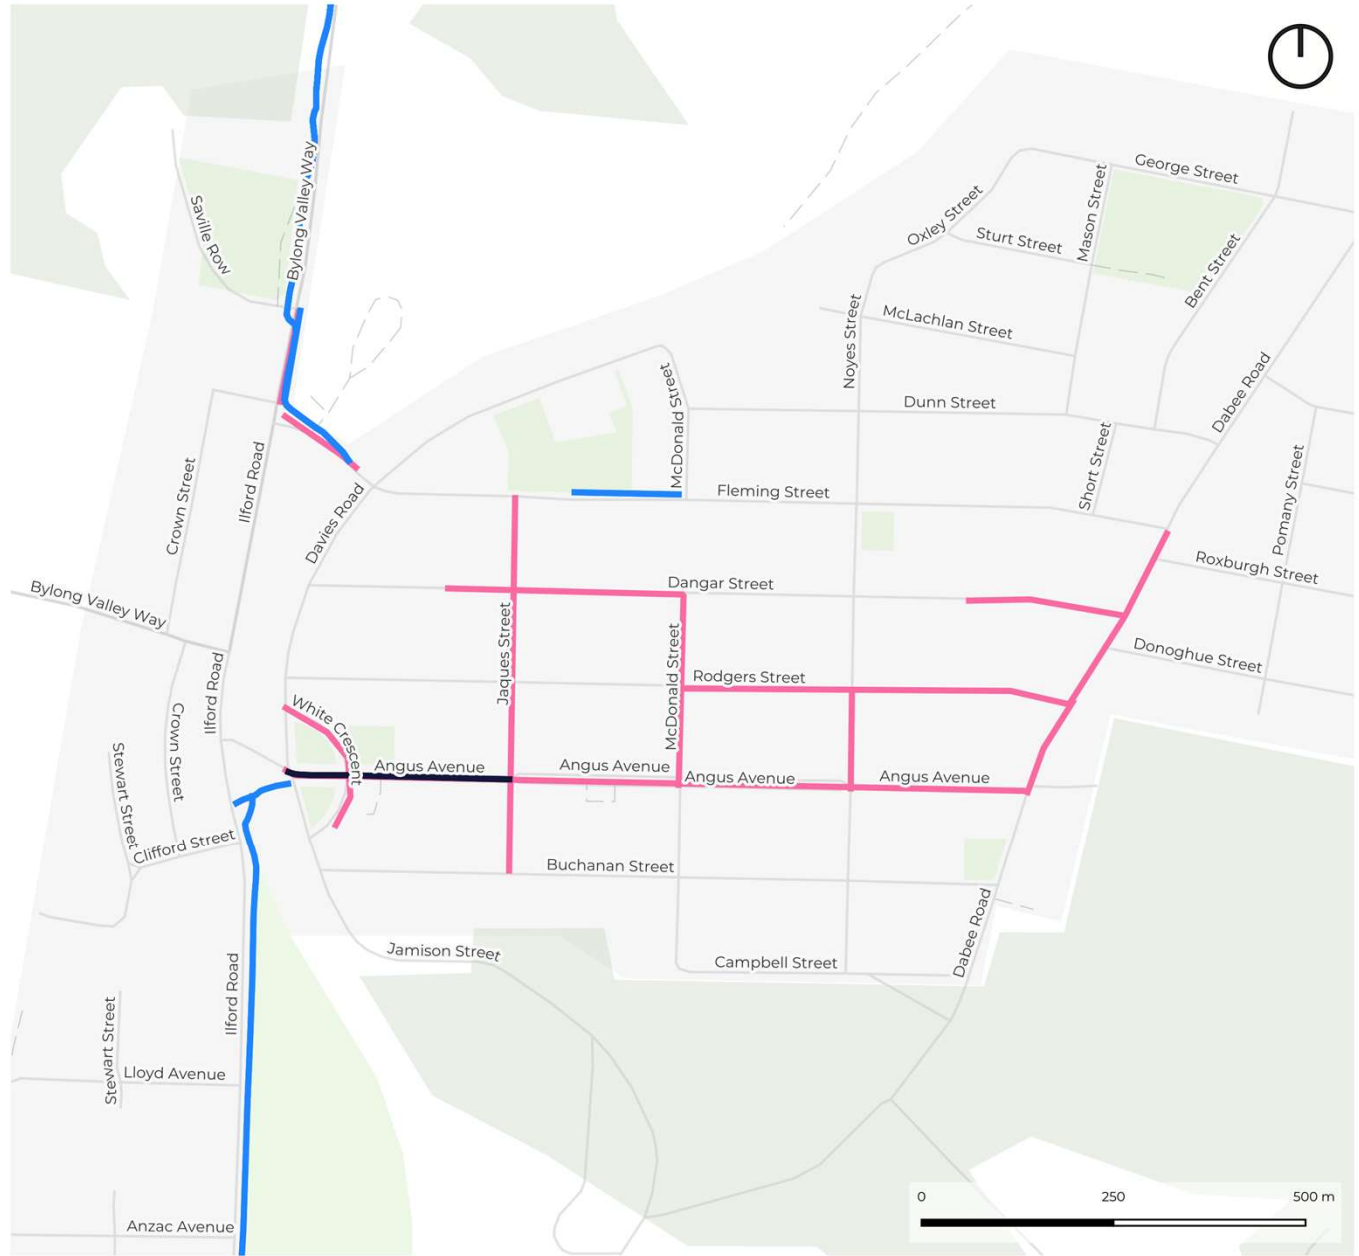 George Street
Bylong Valley Way
Mason Street
Oxley Street
Saville Row
Sturt Street
Bent Street
McLachlan Street
Noyes Street
Dabee Road
McDonald Street
Dunn Street
Short Street
Ilford Road
Crown Street
Pomany Street
Fleming Street
Davies Road
Roxburgh Street
Dangar Street
Bylong Valley Way
Jaques Street
McDonald Street
Donoghue Street
Rodgers Street
Ilford Road
White Crescent
Crown Street
Stewart Street
Angus Avenue
Angus Avenue
Angus Avenue
Angus Avenue
Clifford Street
Buchanan Street
Dabee Road
Jamison Street
Campbell Street
Ilford Road
Stewart Street
Lloyd Avenue
0 250 500 m
Anzac Avenue